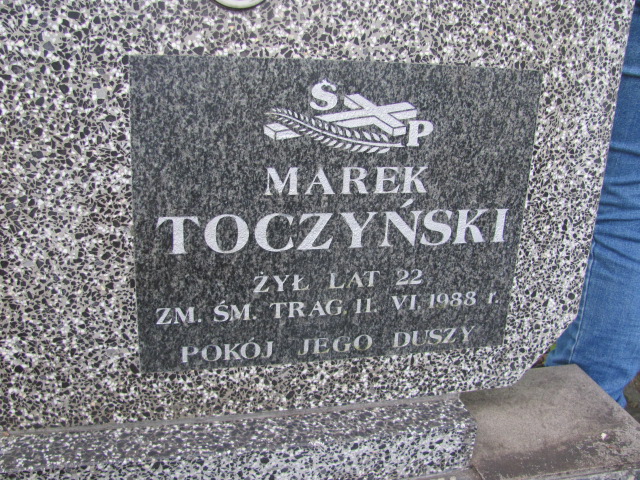 Ś P
MAREK
TOCZYŃSKI
ŻYŁ LAT 22
ZM. ŚM. TRAG. 11. VI. 1988 r.
POKÓJ JEGO DUSZY